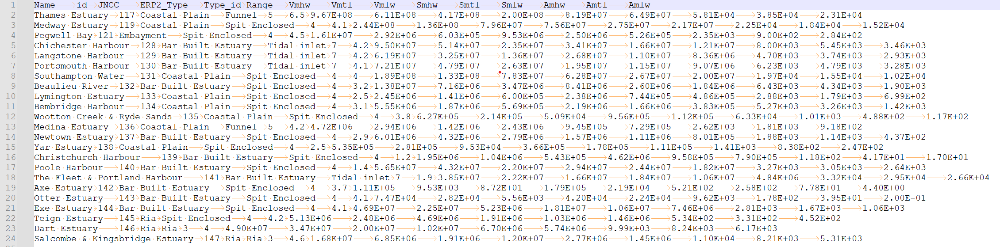 1 Name id JNCC ERP2_Type Type_id Range Vmhw Vmtl Vmlw Smhw Smtl Smlw Amhw Amtl Amlw
2 Thames Estuary 117 Coastal Plain Funnel 5 6.5 9.67E+08 6.11E+08 4.17E+08 2.00E+08 8.19E+07 6.49E+07 5.81E+04 3.85E+04 2.31E+04
3 Medway Estuary 119 Coastal Plain Spit Enclosed 4 4.1 2.44E+08 1.36E+08 7.96E+07 7.56E+07 2.75E+07 2.17E+07 2.25E+04 1.84E+04 1.52E+04
4 Pegwell Bay 121 Embayment Spit Enclosed 4 4.5 1.61E+07 2.92E+06 6.03E+05 9.53E+06 2.50E+06 5.26E+05 2.35E+03 9.00E+02 2.84E+02
5 Chichester Harbour 128 Bar Built Estuary Tidal inlet 7 4.2 9.50E+07 5.14E+07 2.35E+07 3.41E+07 1.66E+07 1.21E+07 8.00E+03 5.45E+03 3.46E+03
6 Langstone Harbour 129 Bar Built Estuary Tidal inlet 7 4.2 6.19E+07 3.25E+07 1.36E+07 2.68E+07 1.10E+07 8.36E+06 4.70E+03 3.74E+03 2.93E+03
7 Portsmouth Harbour 130 Bar Built Estuary Tidal inlet 7 4.1 7.21E+07 4.79E+07 2.63E+07 1.95E+07 1.15E+07 9.07E+06 6.23E+03 4.79E+03 3.28E+03
8 Southampton Water 131 Coastal Plain Spit Enclosed 4 4 1.89E+08 1.33E+08 7.83E+07 6.28E+07 2.67E+07 2.00E+07 1.97E+04 1.55E+04 1.02E+04
9 Beaulieu River 132 Bar Built Estuary Spit Enclosed 4 3.2 1.38E+07 7.16E+06 3.47E+06 8.41E+06 2.60E+06 1.84E+06 6.43E+03 4.34E+03 1.90E+03
10 Lymington Estuary 133 Coastal Plain Spit Enclosed 4 2.5 2.45E+06 1.41E+06 6.00E+05 2.38E+06 7.44E+05 4.86E+05 2.88E+03 1.79E+03 6.99E+02
11 Bembridge Harbour 134 Coastal Plain Spit Enclosed 4 3.1 5.55E+06 1.87E+06 5.69E+05 2.19E+06 1.66E+06 3.83E+05 5.27E+03 3.26E+03 1.42E+03
12 Wootton Creek & Ryde Sands 135 Coastal Plain Spit Enclosed 4 3.8 6.27E+05 2.14E+05 5.09E+04 9.56E+05 1.12E+05 6.33E+04 1.01E+03 4.88E+02 1.17E+02
13 Medina Estuary 136 Coastal Plain Funnel 5 4.2 4.72E+06 2.94E+06 1.42E+06 2.43E+06 9.45E+05 7.29E+05 2.62E+03 1.81E+03 9.18E+02
14 Newtown Estuary 137 Bar Built Estuary Spit Enclosed 4 2.9 6.01E+06 4.32E+06 2.79E+06 1.57E+06 1.11E+06 8.01E+05 1.88E+03 1.14E+03 4.37E+02
15 Yar Estuary 138 Coastal Plain Spit Enclosed 4 2.5 5.35E+05 2.81E+05 9.53E+04 3.66E+05 1.78E+05 1.11E+05 1.41E+03 8.38E+02 2.47E+02
16 Christchurch Harbour 139 Bar Built Estuary Spit Enclosed 4 1.2 1.95E+06 1.04E+06 5.43E+05 4.62E+06 9.58E+05 7.90E+05 1.18E+02 4.17E+01 1.70E+01
17 Poole Harbour 140 Bar Built Estuary Spit Enclosed 4 1.4 5.65E+07 4.32E+07 2.20E+07 2.94E+07 2.44E+07 1.82E+07 3.27E+03 3.05E+03 2.64E+03
18 The Fleet & Portland Harbour 141 Bar Built Estuary Tidal inlet 7 1.9 3.85E+07 2.22E+07 1.66E+07 1.84E+07 1.06E+07 4.84E+06 3.32E+04 2.95E+04 2.66E+04
19 Axe Estuary 142 Bar Built Estuary Spit Enclosed 4 3.7 1.11E+05 9.53E+03 8.72E+01 1.79E+05 2.19E+04 5.21E+02 2.58E+02 7.78E+01 4.40E+00
20 Otter Estuary 143 Bar Built Estuary Spit Enclosed 4 4.1 7.47E+04 2.82E+04 5.56E+03 4.20E+04 2.24E+04 9.62E+03 1.78E+02 3.95E+01 2.00E-01
21 Exe Estuary 144 Bar Built Estuary Spit Enclosed 4 4.1 4.69E+07 2.25E+07 5.23E+06 1.81E+07 1.06E+07 7.46E+06 2.81E+03 1.67E+03 1.06E+03
22 Teign Estuary 145 Ria Spit Enclosed 4 4.2 5.13E+06 2.48E+06 4.69E+06 1.91E+06 1.03E+06 1.46E+06 5.34E+02 3.31E+02 4.52E+02
23 Dart Estuary 146 Ria Ria 3 4 4.90E+07 3.47E+07 2.00E+07 1.02E+07 6.70E+06 5.74E+06 9.99E+03 8.24E+03 6.17E+03
24 Salcombe & Kingsbridge Estuary 147 Ria Ria 3 4.6 1.68E+07 6.85E+06 1.91E+06 1.20E+07 2.77E+06 1.45E+06 1.10E+04 8.21E+03 5.31E+03